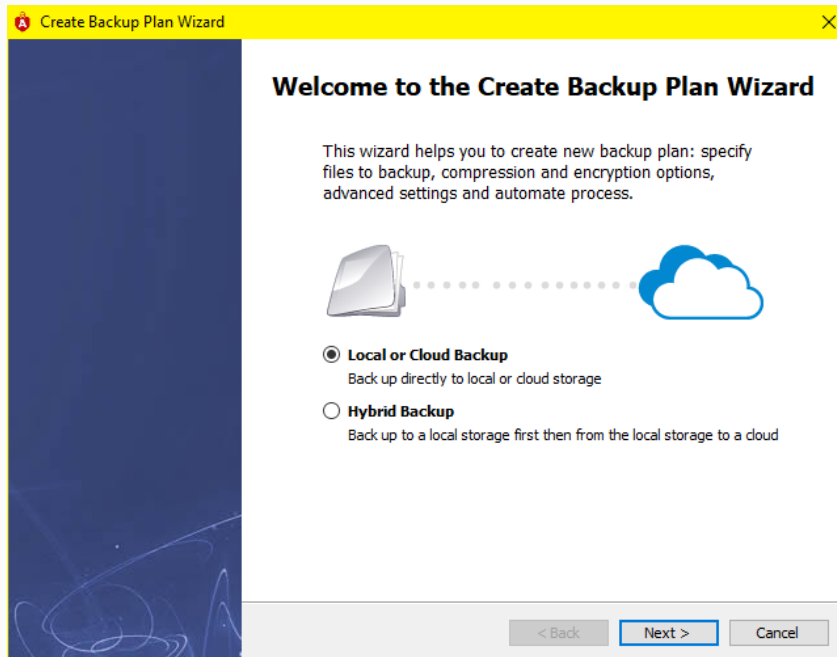 Create Backup Plan Wizard
Welcome to the Create Backup Plan Wizard
This wizard helps you to create new backup plan: specify
files to backup, compression and encryption options,
advanced settings and automate process.
Local or Cloud Backup
Back up directly to local or cloud storage
Hybrid Backup
Back up to a local storage first then from the local storage to a cloud
< Back Next > Cancel